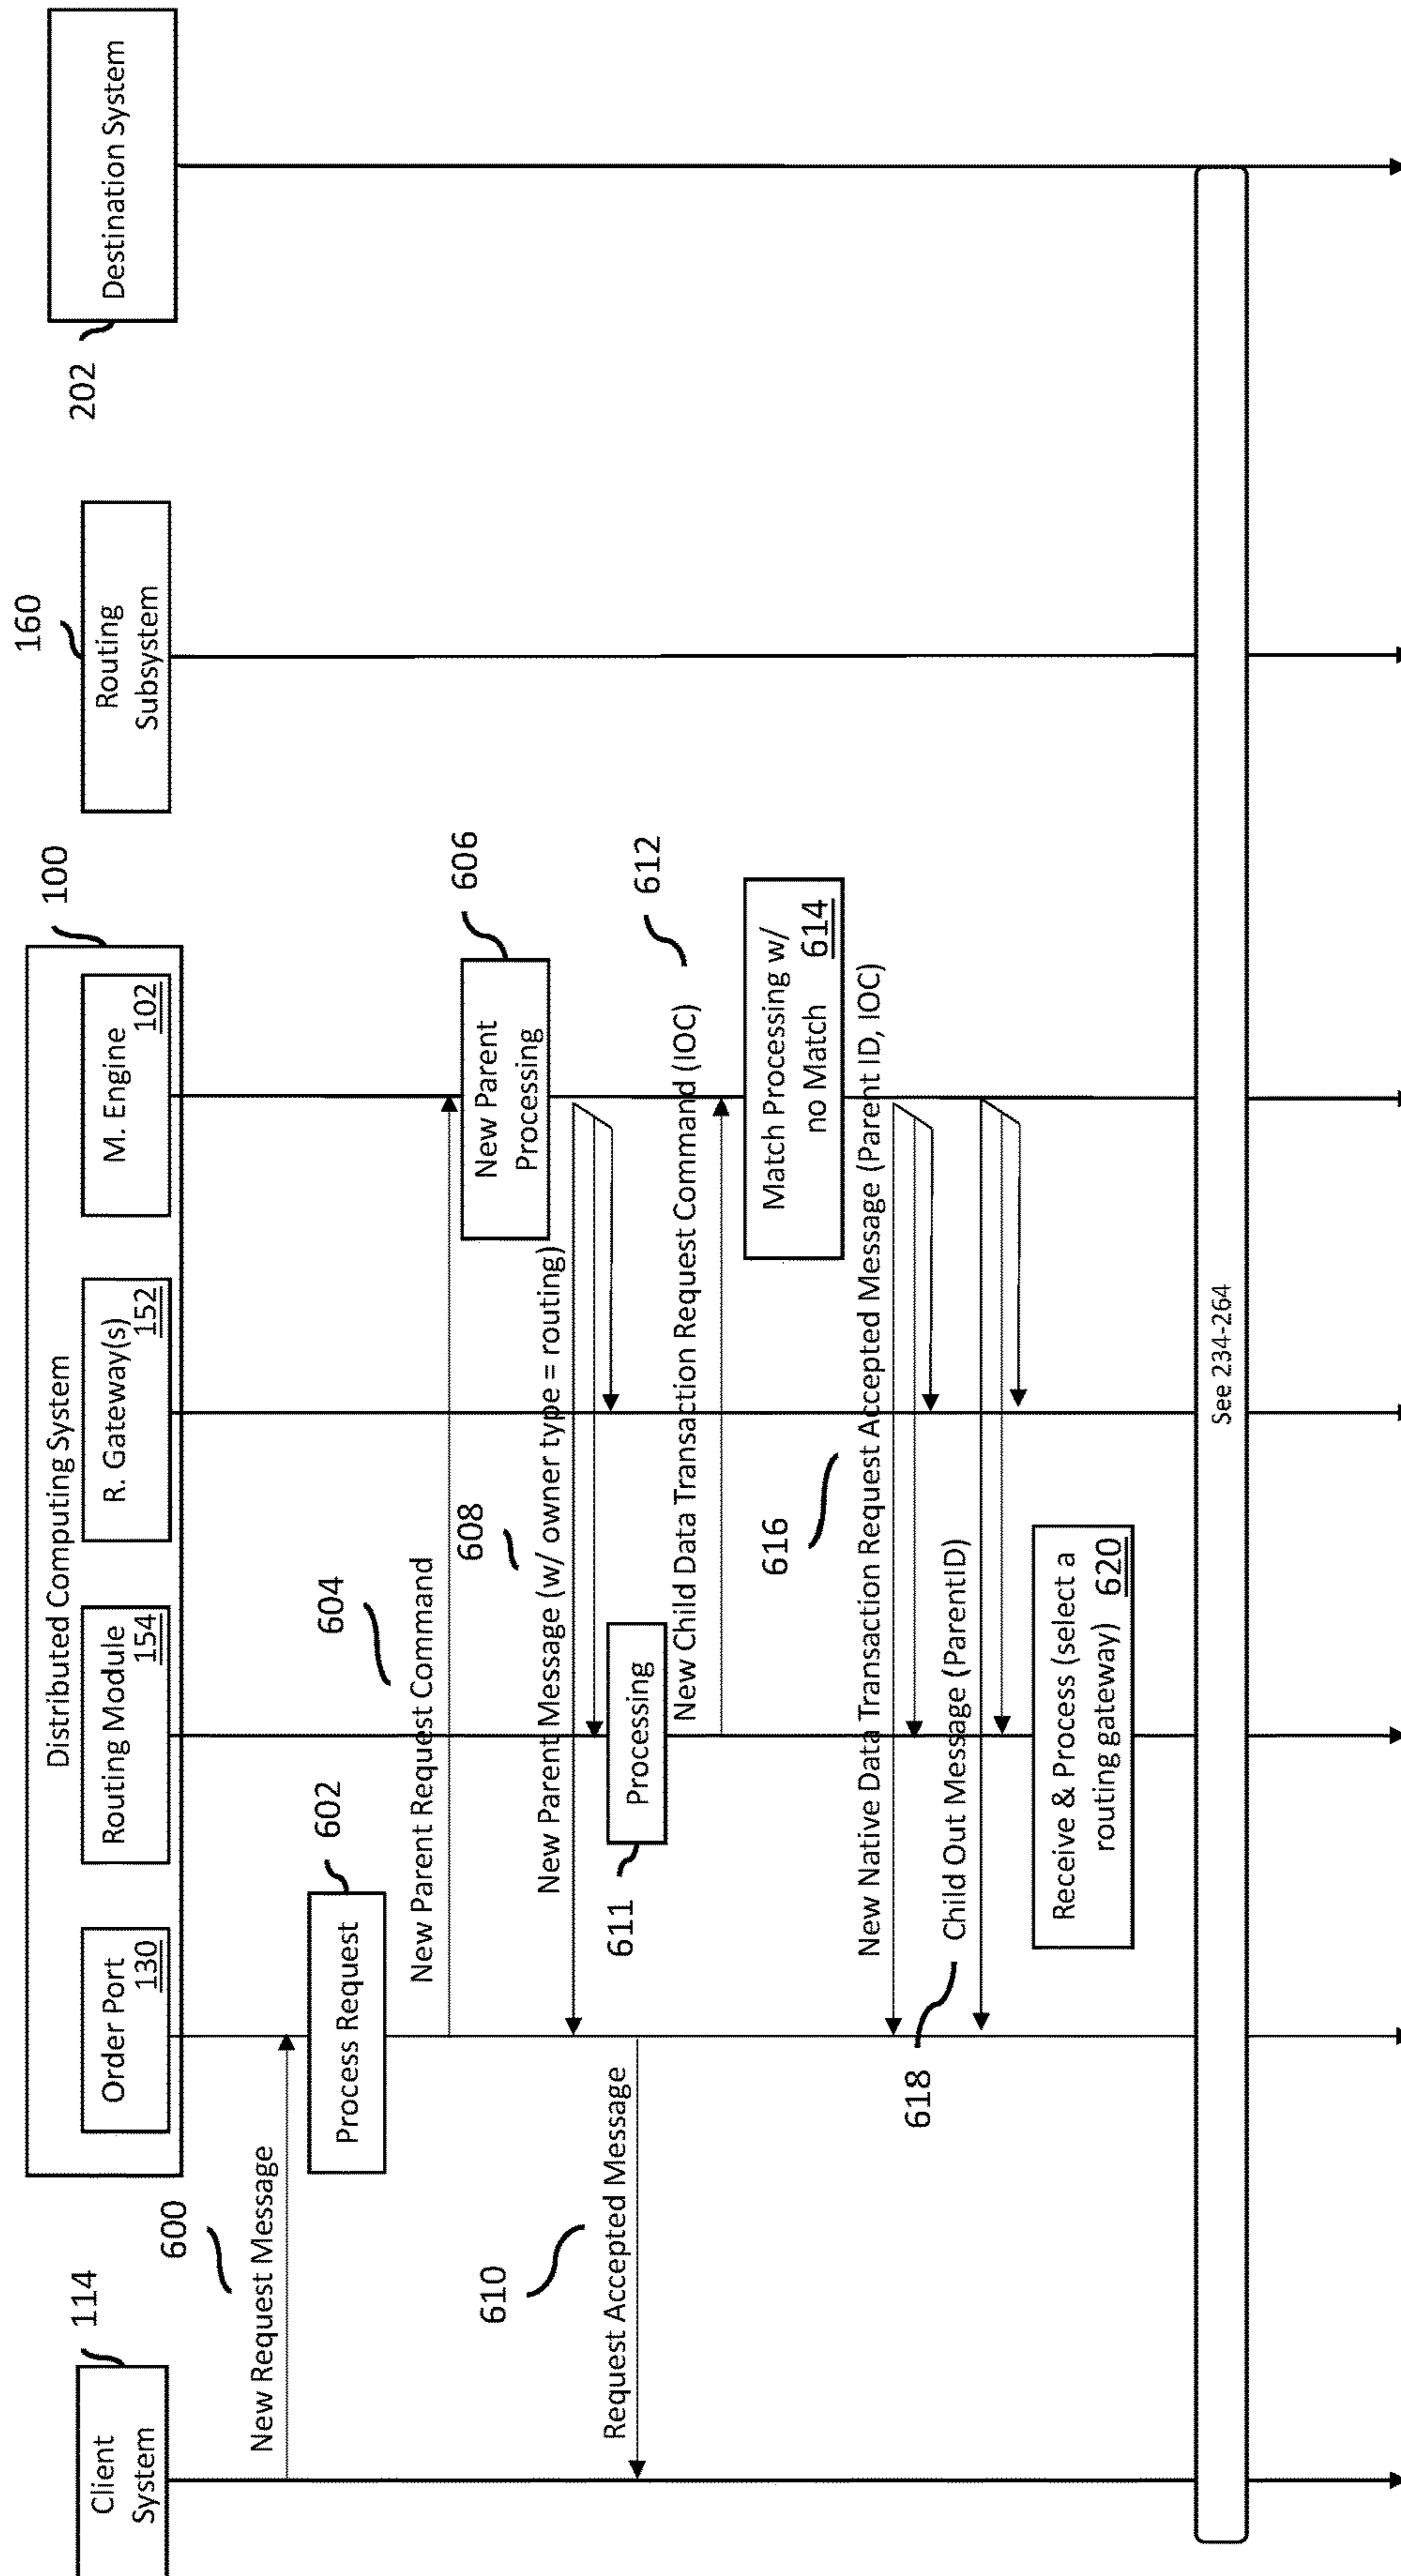 Client
System
114
Distributed Computing System
100
Order Port
130
Routing Module
154
R. Gateway(s)
152
M. Engine
102
Routing
Subsystem
160
Destination System
202
600
New Request Message
Process Request
602
604
New Parent Request Command
New Parent
Processing
606
608
New Parent Message (w/ owner type = routing)
610
Request Accepted Message
611
Processing
612
New Child Data Transaction Request Command (IOC)
Match Processing w/
no Match 614
616
New Native Data Transaction Request Accepted Message (Parent ID, IOC)
618
Child Out Message (ParentID)
Receive & Process (select a
routing gateway) 620
See 234-264